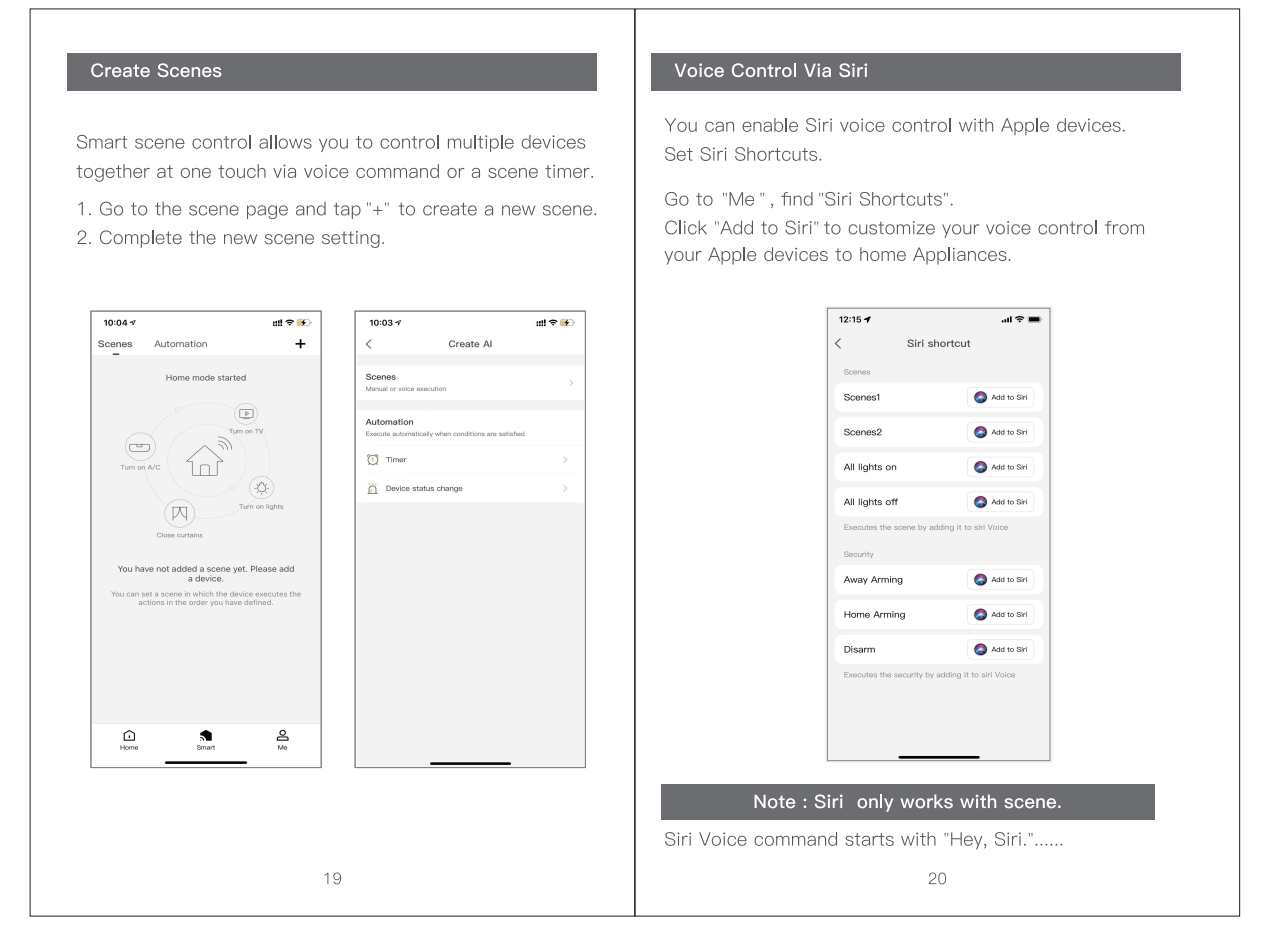 Create Scenes
Smart scene control allows you to control multiple devices
together at one touch via voice command or a scene timer.
1. Go to the scene page and tap "+" to create a new scene.
2. Complete the new scene setting.
10:04
Scenes Automation +
Home mode started
Turn on TV
Turn on A/C
Turn on lights
Close curtains
You have not added a scene yet. Please add
a device.
You can set a scene in which the device executes the
actions in the order you have defined.
Home Smart Me
10:03
Create AI
Scenes
Manual or voice execution
Automation
Execute automatically when conditions are satisfied
Timer
Device status change
19
Voice Control Via Siri
You can enable Siri voice control with Apple devices.
Set Siri Shortcuts.
Go to "Me" , find "Siri Shortcuts".
Click "Add to Siri" to customize your voice control from
your Apple devices to home Appliances.
12:15
Siri shortcut
Scenes
Scenes1 Add to Siri
Scenes2 Add to Siri
All lights on Add to Siri
All lights off Add to Siri
Executes the scene by adding it to siri Voice
Security
Away Arming Add to Siri
Home Arming Add to Siri
Disarm Add to Siri
Executes the security by adding it to siri Voice
Note : Siri only works with scene.
Siri Voice command starts with "Hey, Siri."......
20